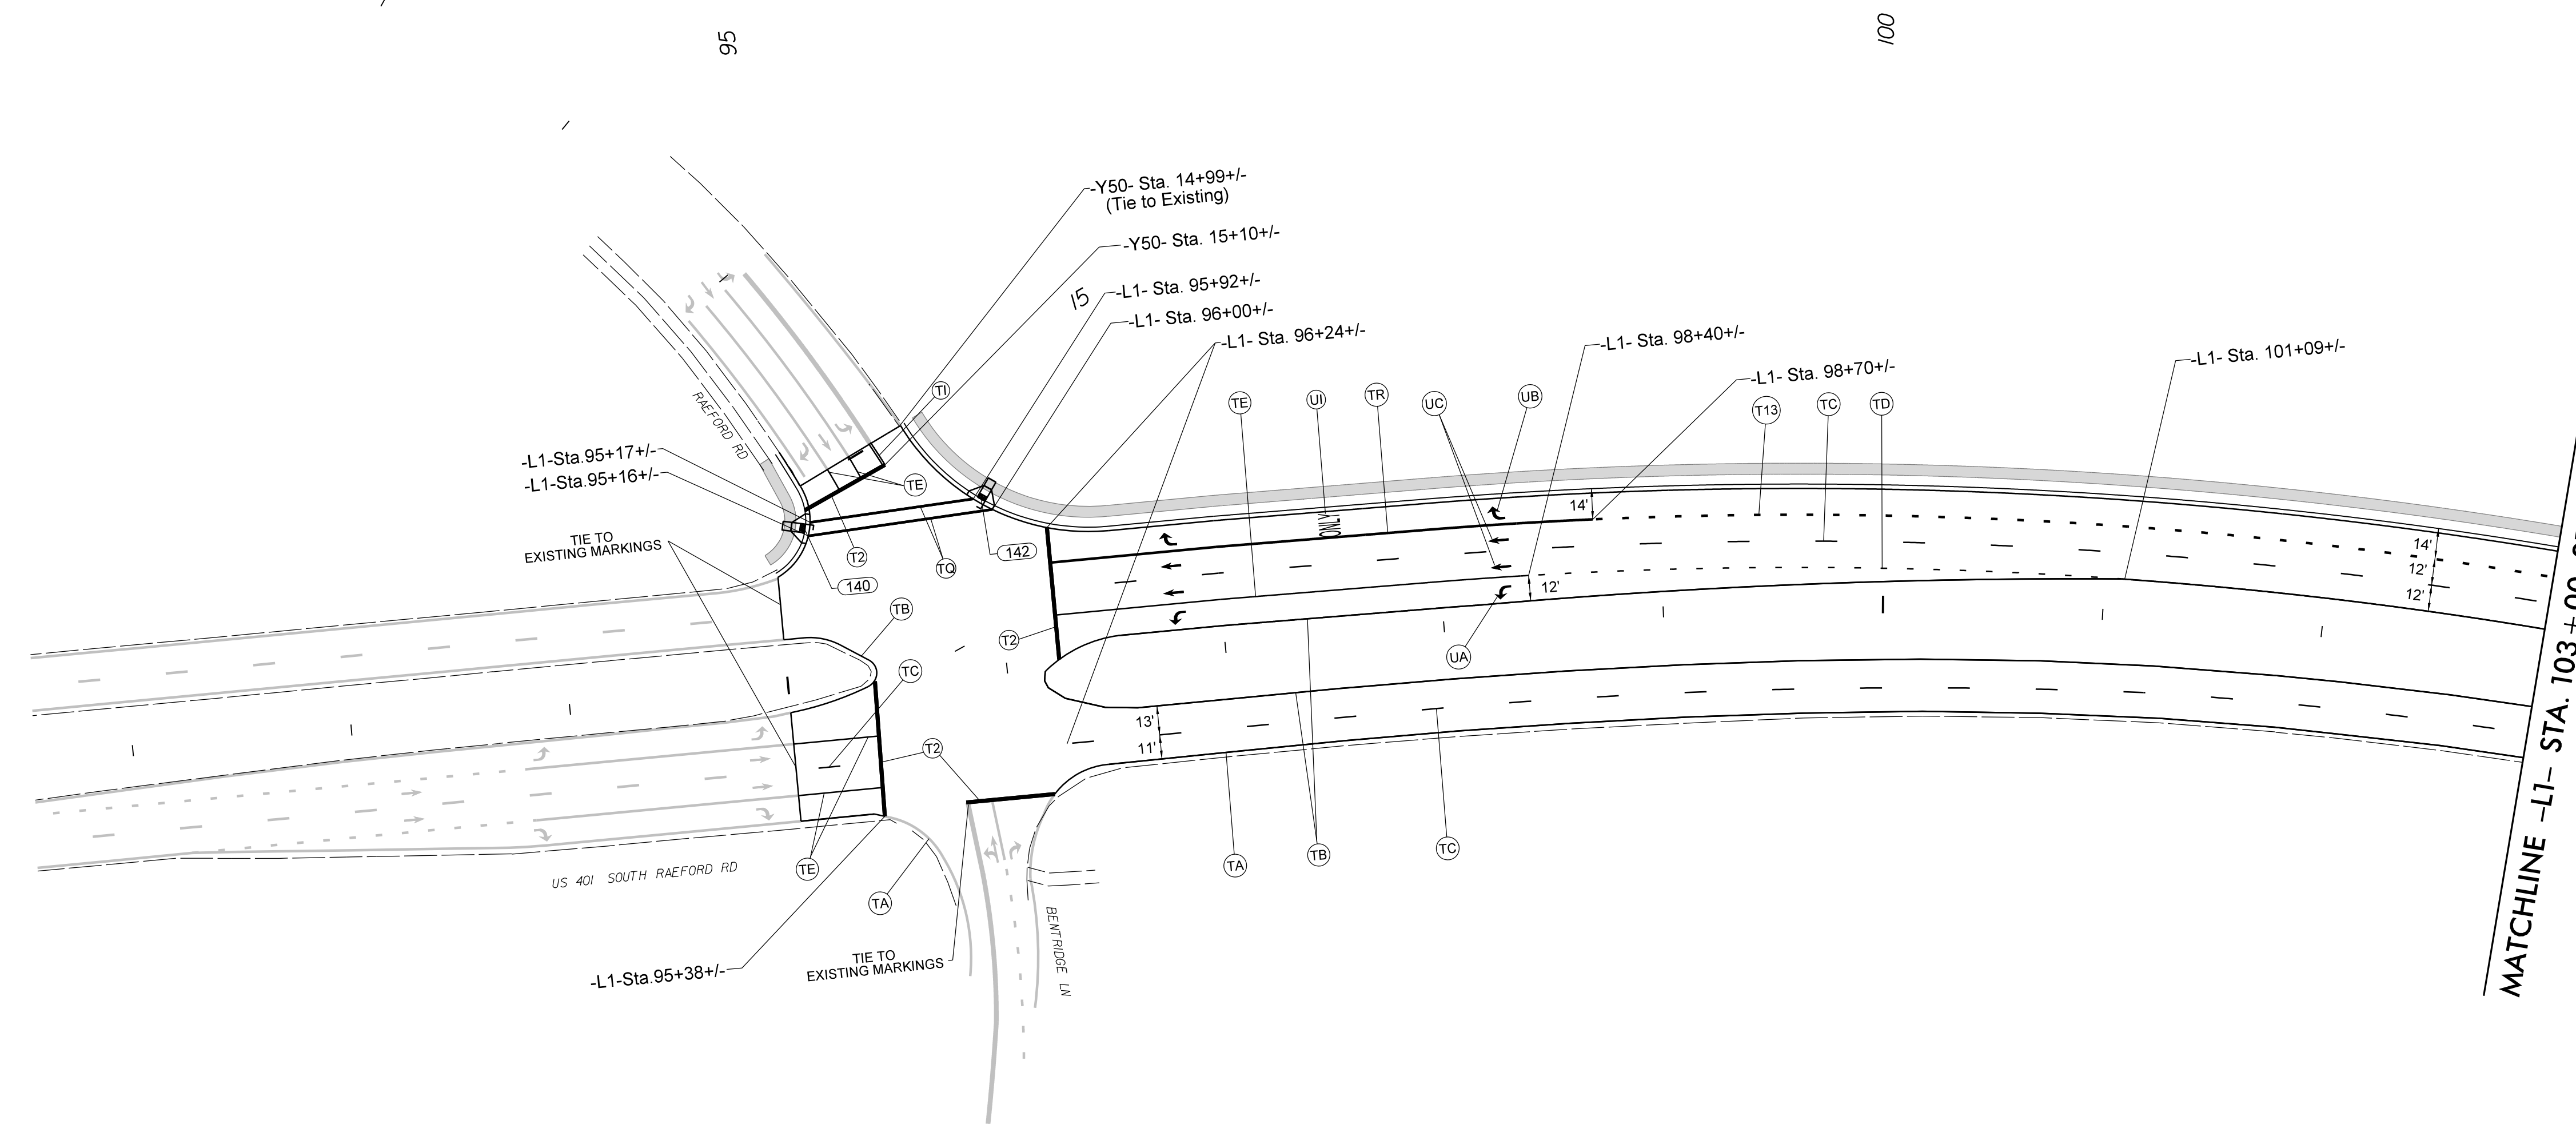 95
100
-Y50- Sta. 14+99+/-
(Tie to Existing)
-Y50- Sta. 15+10+/-
15
-L1- Sta. 95+92+/-
-L1- Sta. 96+00+/-
-L1- Sta. 96+24+/-
-L1- Sta. 98+40+/-
-L1- Sta. 98+70+/-
-L1- Sta. 101+09+/-
TI
TE
UI
TR
UC
UB
T13
TC
TD
RAEFORD RD
-L1-Sta.95+17+/-
-L1-Sta.95+16+/-
TE
14'
ONLY
TIE TO
EXISTING MARKINGS
T2
TQ
142
140
12'
14'
12'
12'
TB
T2
UA
TC
13'
11'
T2
TE
TA
TB
TC
US 401 SOUTH RAEFORD RD
TA
BENTRIDGE LN
-L1-Sta.95+38+/-
TIE TO
EXISTING MARKINGS
MATCHLINE -L1- STA. 103+00